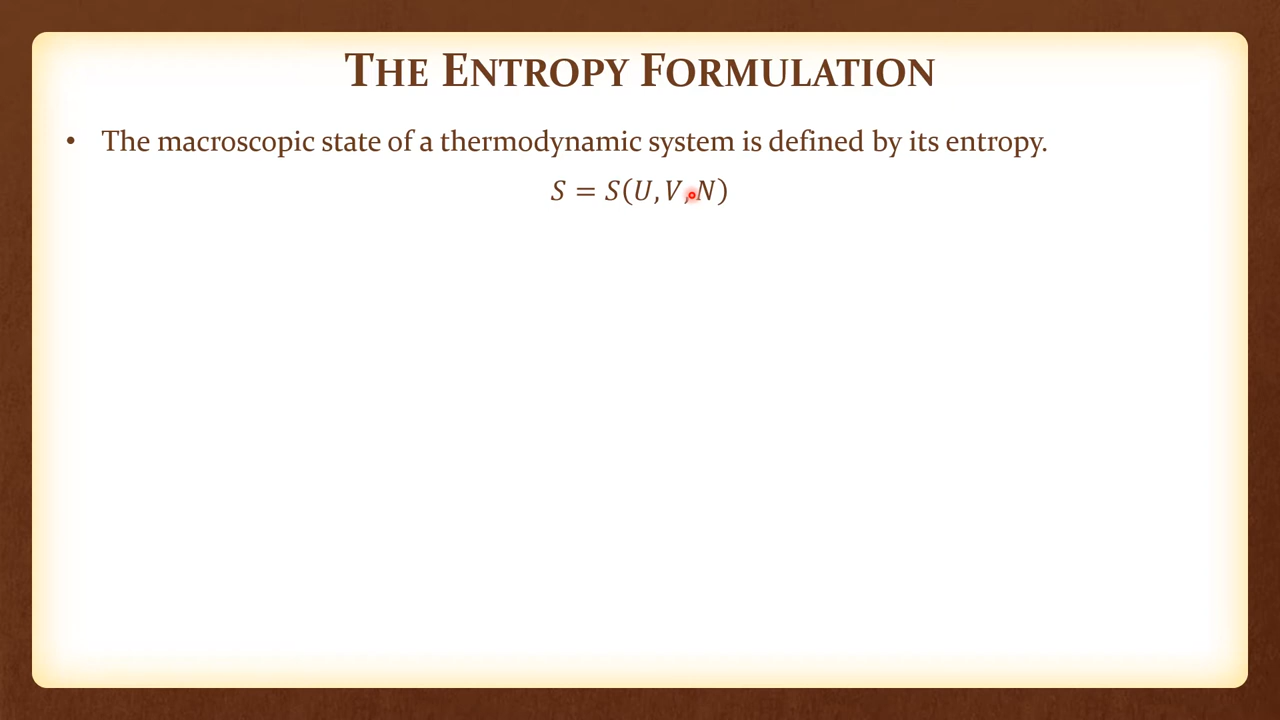 THE ENTROPY FORMULATION
• The macroscopic state of a thermodynamic system is defined by its entropy.
S = S(U, V, N)